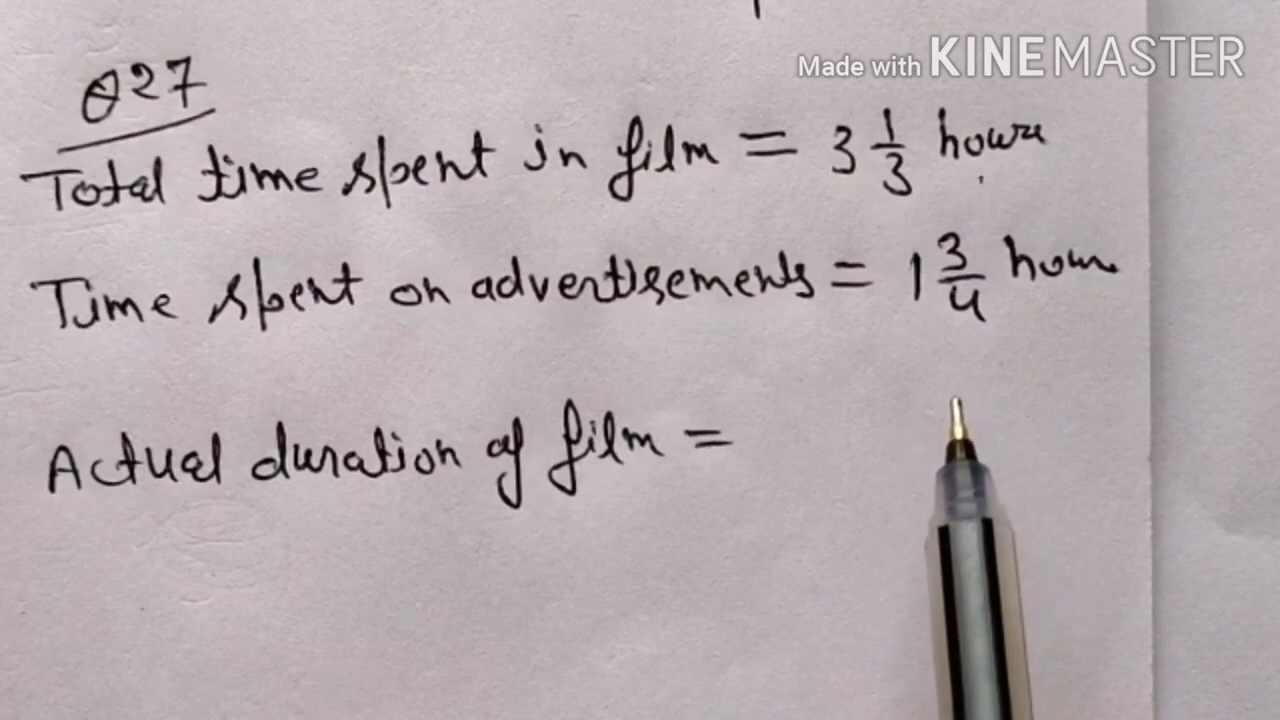 Made with KINEMASTER
Q27
Total time spent in film = 3 1/3 hours
Time spent on advertisements = 1 3/4 hour
Actual duration of film =